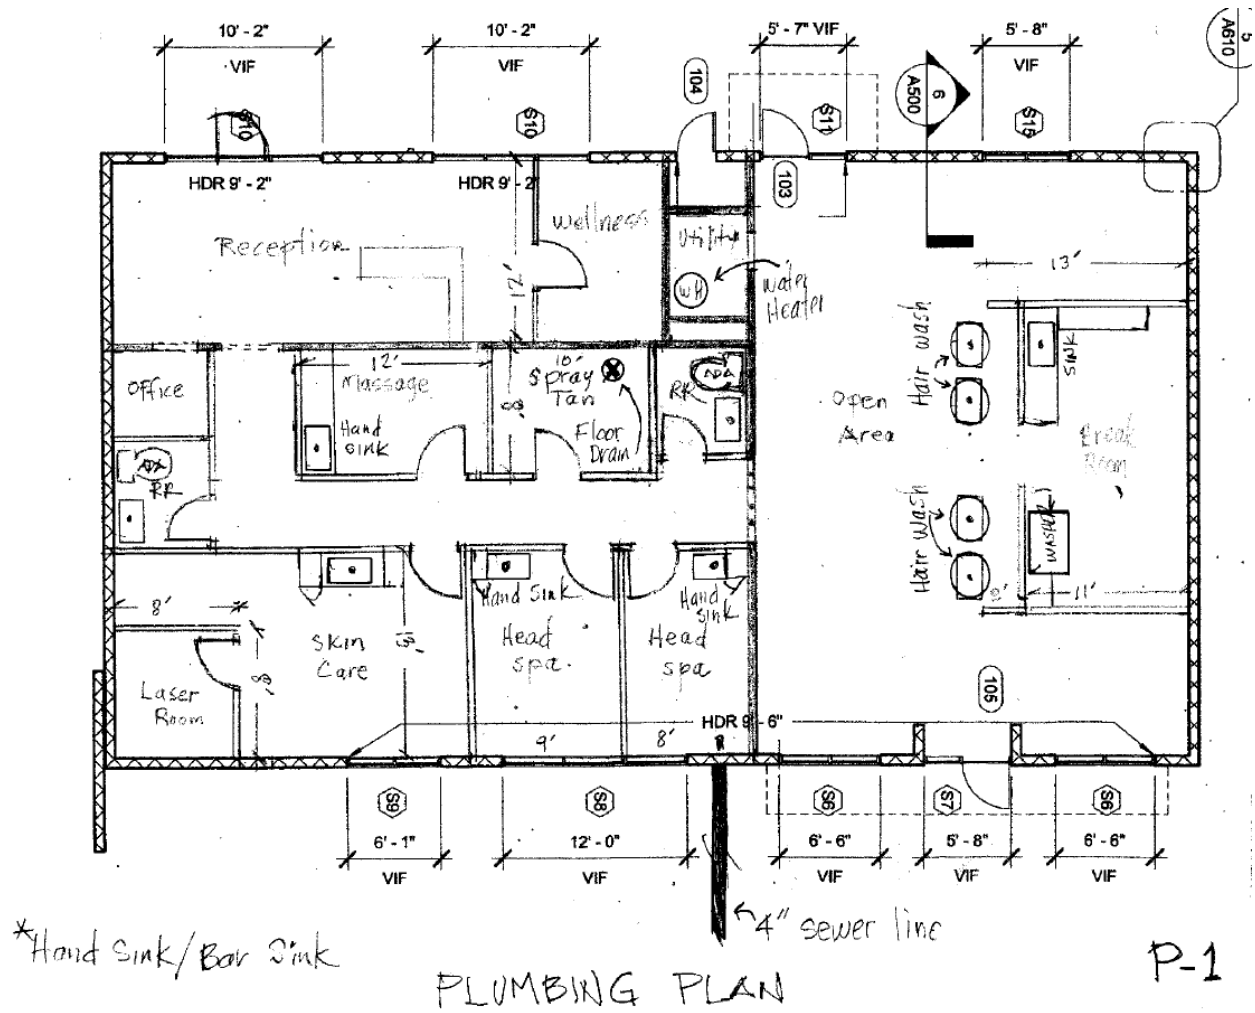 10' - 2"
VIF
10' - 2"
VIF
5' - 7" VIF
5' - 8"
VIF
5
A610
104
6
A500
S10
S10
S11
S15
HDR 9' - 2"
HDR 9' - 2"
103
Reception
Wellness
Utility
WH
Water
Heater
12'
13'
Office
12'
Massage
Hand
Sink
10'
Spray
Tan
8'
Floor
Drain
RR
ADA
Hair Wash
SINK
Open
Area
Break
Room
ADA
RR
Hair Wash
WASHER
8'
Hand Sink
Hand
Sink
11'
Skin
Care
Head
spa
Head
spa
8'
Laser
Room
105
HDR 9' - 6"
9'
8'
S9
S8
S6
S7
S6
6' - 1"
VIF
12' - 0"
VIF
6' - 6"
VIF
5' - 8"
VIF
6' - 6"
VIF
4" sewer line
*Hand Sink/Bar Sink
PLUMBING PLAN
P-1